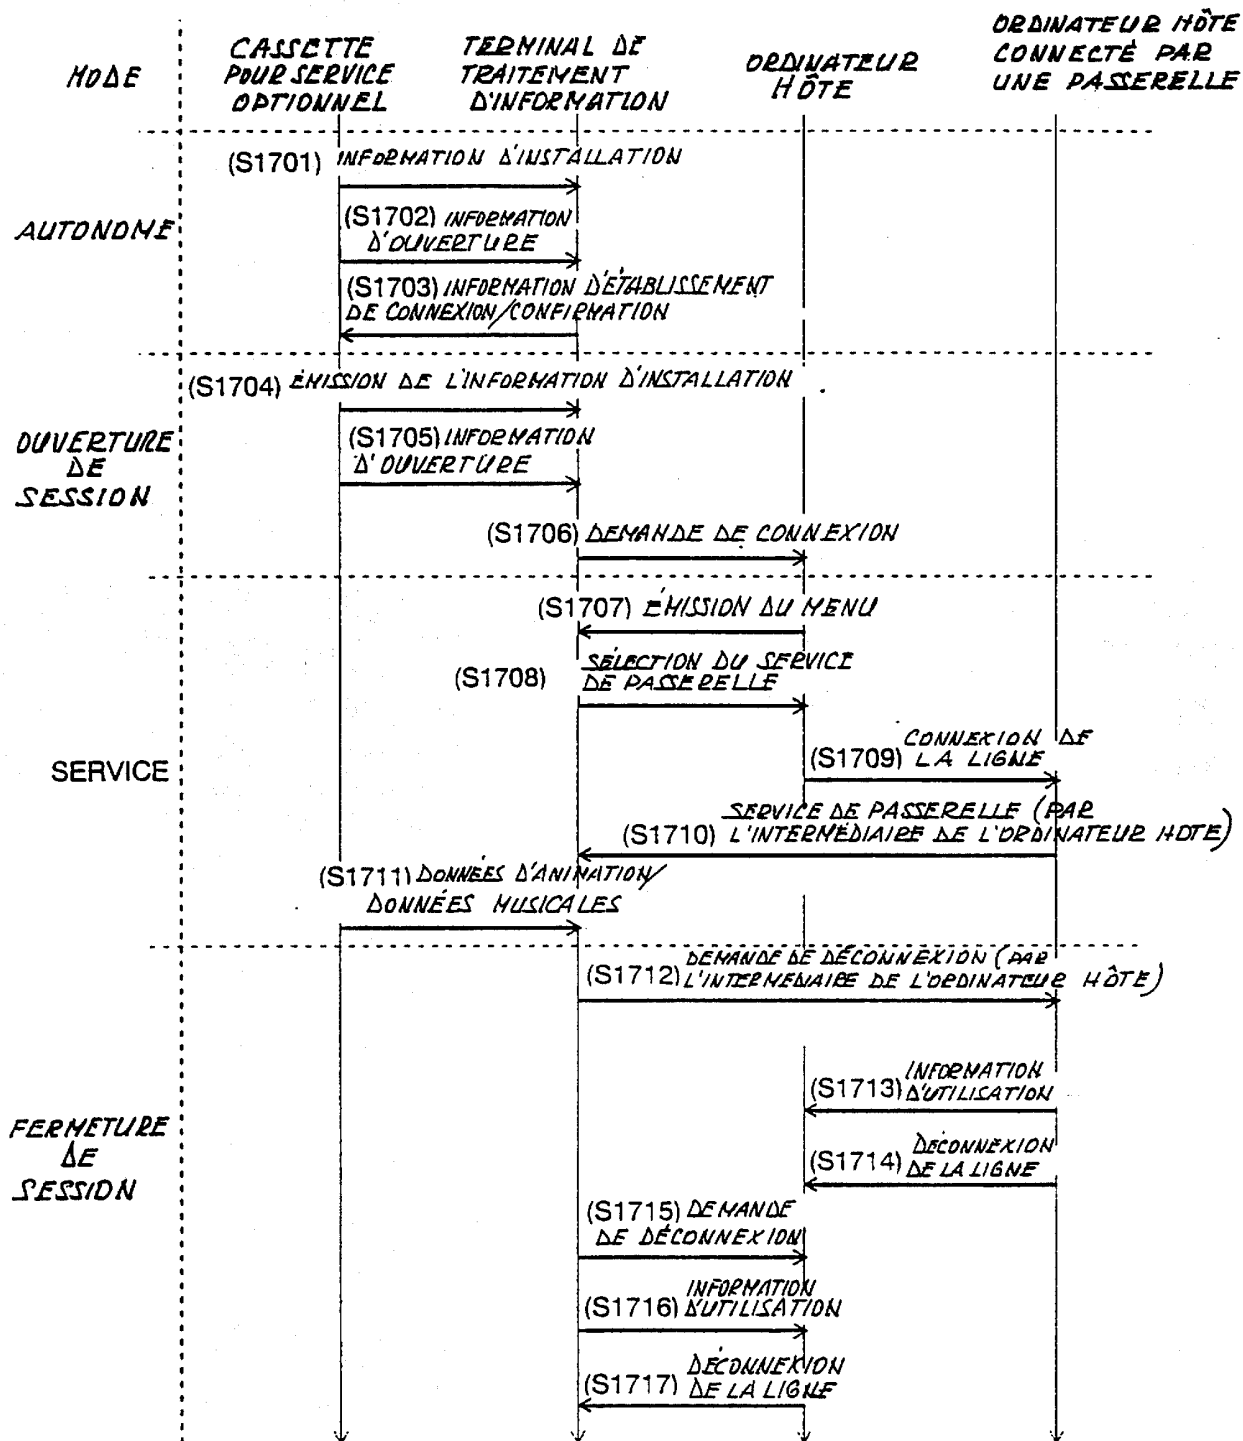 MODE
CASSETTE
POUR SERVICE
OPTIONNEL
TERMINAL DE
TRAITEMENT
D'INFORMATION
ORDINATEUR
HÔTE
ORDINATEUR HÔTE
CONNECTÉ PAR
UNE PASSERELLE
AUTONOME
(S1701) INFORMATION D'INSTALLATION
(S1702) INFORMATION
D'OUVERTURE
(S1703) INFORMATION D'ÉTABLISSEMENT
DE CONNEXION/CONFIRMATION
OUVERTURE
DE
SESSION
(S1704) ÉMISSION DE L'INFORMATION D'INSTALLATION
(S1705) INFORMATION
D'OUVERTURE
(S1706) DEMANDE DE CONNEXION
SERVICE
(S1707) ÉMISSION DU MENU
(S1708) SÉLECTION DU SERVICE
DE PASSERELLE
(S1709) CONNEXION DE
LA LIGNE
(S1710) SERVICE DE PASSERELLE (PAR
L'INTERMÉDIAIRE DE L'ORDINATEUR HOTE)
(S1711) DONNÉES D'ANIMATION/
DONNÉES MUSICALES
FERMETURE
DE
SESSION
(S1712) DEMANDE DE DÉCONNEXION (PAR
L'INTERMEDIAIRE DE L'ORDINATEUR HÔTE)
(S1713) INFORMATION
D'UTILISATION
(S1714) DÉCONNEXION
DE LA LIGNE
(S1715) DEMANDE
DE DÉCONNEXION
(S1716) INFORMATION
D'UTILISATION
(S1717) DÉCONNEXION
DE LA LIGNE